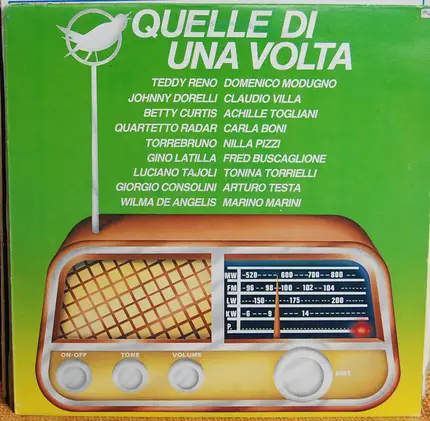 QUELLE DI
UNA VOLTA
TEDDY RENO DOMENICO MODUGNO
JOHNNY DORELLI CLAUDIO VILLA
BETTY CURTIS ACHILLE TOGLIANI
QUARTETTO RADAR CARLA BONI
TORREBRUNO NILLA PIZZI
GINO LATILLA FRED BUSCAGLIONE
LUCIANO TAJOLI TONINA TORRIELLI
GIORGIO CONSOLINI ARTURO TESTA
WILMA DE ANGELIS MARINO MARINI
MW -520- 600 -700- 800 -
FM -96 - 98 - 100 - 102 - 104
LW -150- -175- 200
KW -6 - 9 - 14
P.
ON-OFF TONE VOLUME